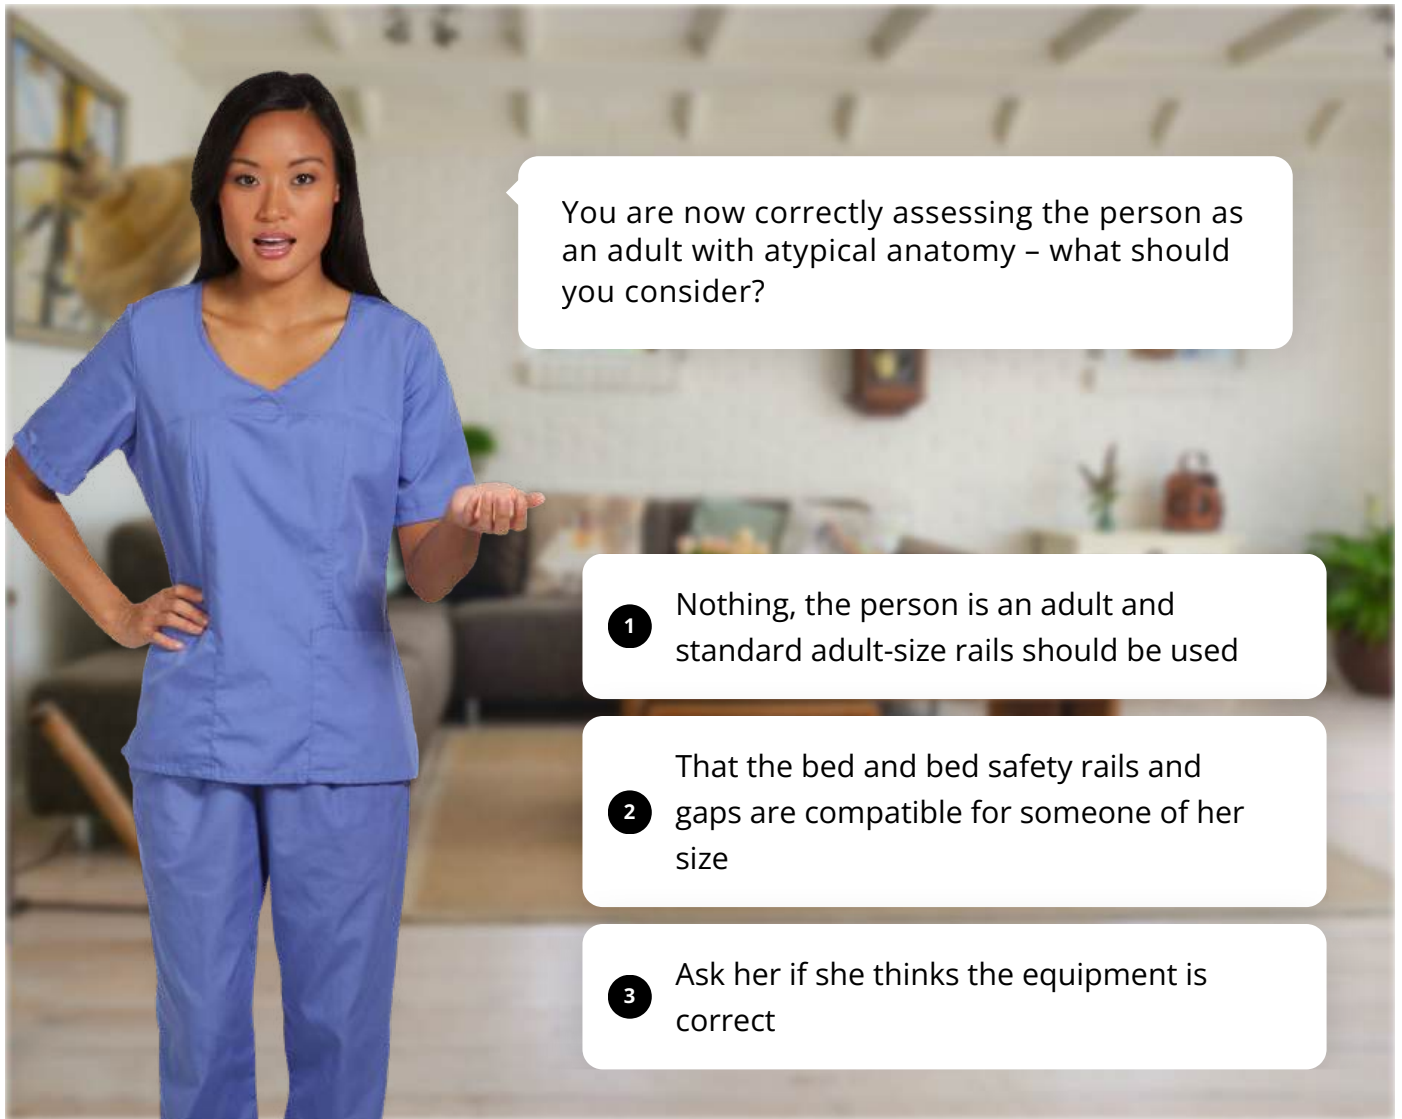 You are now correctly assessing the person as
an adult with atypical anatomy – what should
you consider?
1
Nothing, the person is an adult and
standard adult-size rails should be used
2
That the bed and bed safety rails and
gaps are compatible for someone of her
size
3
Ask her if she thinks the equipment is
correct